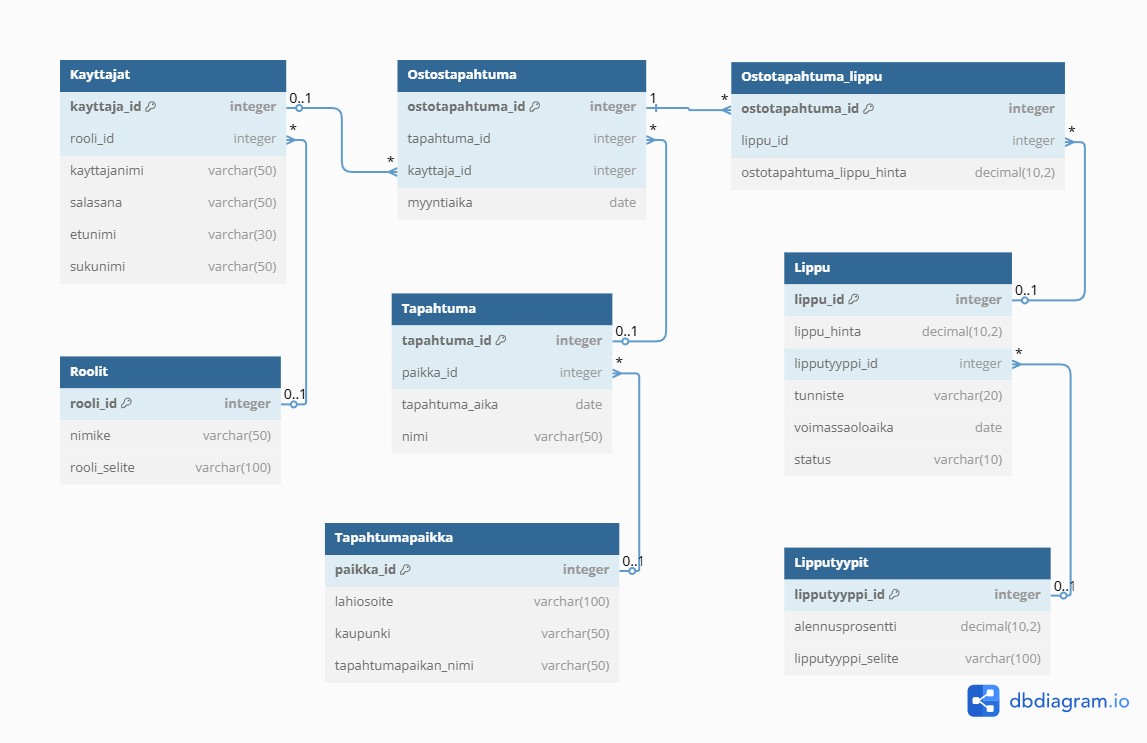 Kayttajat
kayttaja_id integer
rooli_id integer
kayttajanimi varchar(50)
salasana varchar(50)
etunimi varchar(30)
sukunimi varchar(50)
0..1
*
Ostostapahtuma
ostotapahtuma_id integer
tapahtuma_id integer
kayttaja_id integer
myyntiaika date
*
1
*
Ostotapahtuma_lippu
ostotapahtuma_id integer
lippu_id integer
ostotapahtuma_lippu_hinta decimal(10,2)
*
*
Lippu
lippu_id integer
lippu_hinta decimal(10,2)
lipputyyppi_id integer
tunniste varchar(20)
voimassaoloaika date
status varchar(10)
0..1
*
Tapahtuma
tapahtuma_id integer
paikka_id integer
tapahtuma_aika date
nimi varchar(50)
0..1
*
Roolit
rooli_id integer
nimike varchar(50)
rooli_selite varchar(100)
0..1
Tapahtumapaikka
paikka_id integer
lahiosoite varchar(100)
kaupunki varchar(50)
tapahtumapaikan_nimi varchar(50)
0..1
Lipputyypit
lipputyyppi_id integer
alennusprosentti decimal(10,2)
lipputyyppi_selite varchar(100)
0..1
dbdiagram.io